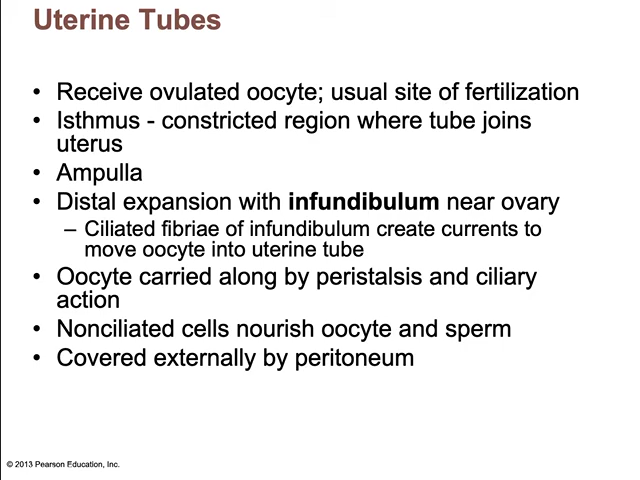 Uterine Tubes
• Receive ovulated oocyte; usual site of fertilization
• Isthmus - constricted region where tube joins
uterus
• Ampulla
• Distal expansion with infundibulum near ovary
– Ciliated fibriae of infundibulum create currents to
move oocyte into uterine tube
• Oocyte carried along by peristalsis and ciliary
action
• Nonciliated cells nourish oocyte and sperm
• Covered externally by peritoneum
© 2013 Pearson Education, Inc.